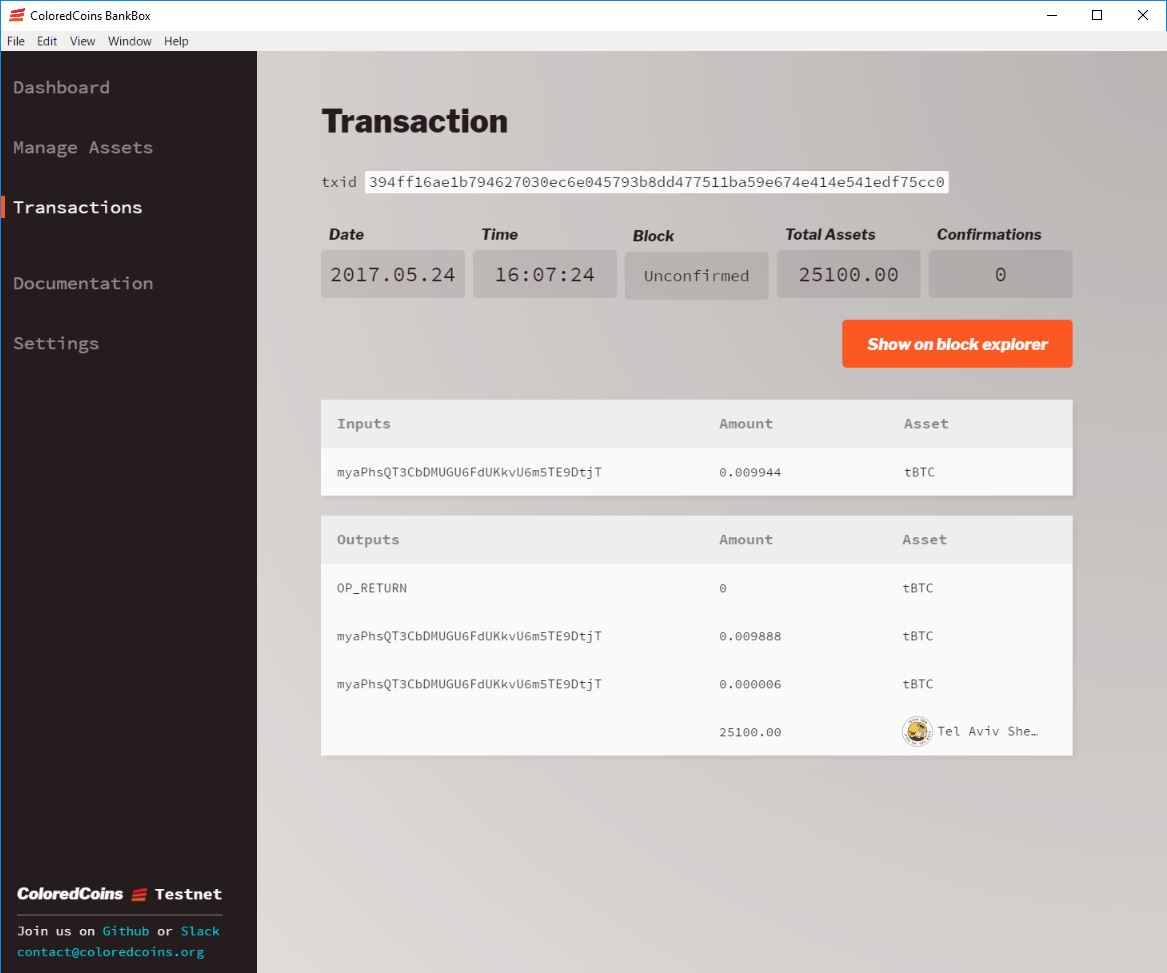 ColoredCoins BankBox
File Edit View Window Help
Dashboard
Manage Assets
Transactions
Documentation
Settings
ColoredCoins Testnet
Join us on Github or Slack
contact@coloredcoins.org
Transaction
txid 394ff16ae1b794627030ec6e045793b8dd477511ba59e674e414e541edf75cc0
Date Time Block Total Assets Confirmations
2017.05.24 16:07:24 Unconfirmed 25100.00 0
Show on block explorer
Inputs Amount Asset
myaPhsQT3CbDMUGU6FdUKkvU6m5TE9DtjT 0.009944 tBTC
Outputs Amount Asset
OP_RETURN 0 tBTC
myaPhsQT3CbDMUGU6FdUKkvU6m5TE9DtjT 0.009888 tBTC
myaPhsQT3CbDMUGU6FdUKkvU6m5TE9DtjT 0.000006 tBTC
25100.00 Tel Aviv She…